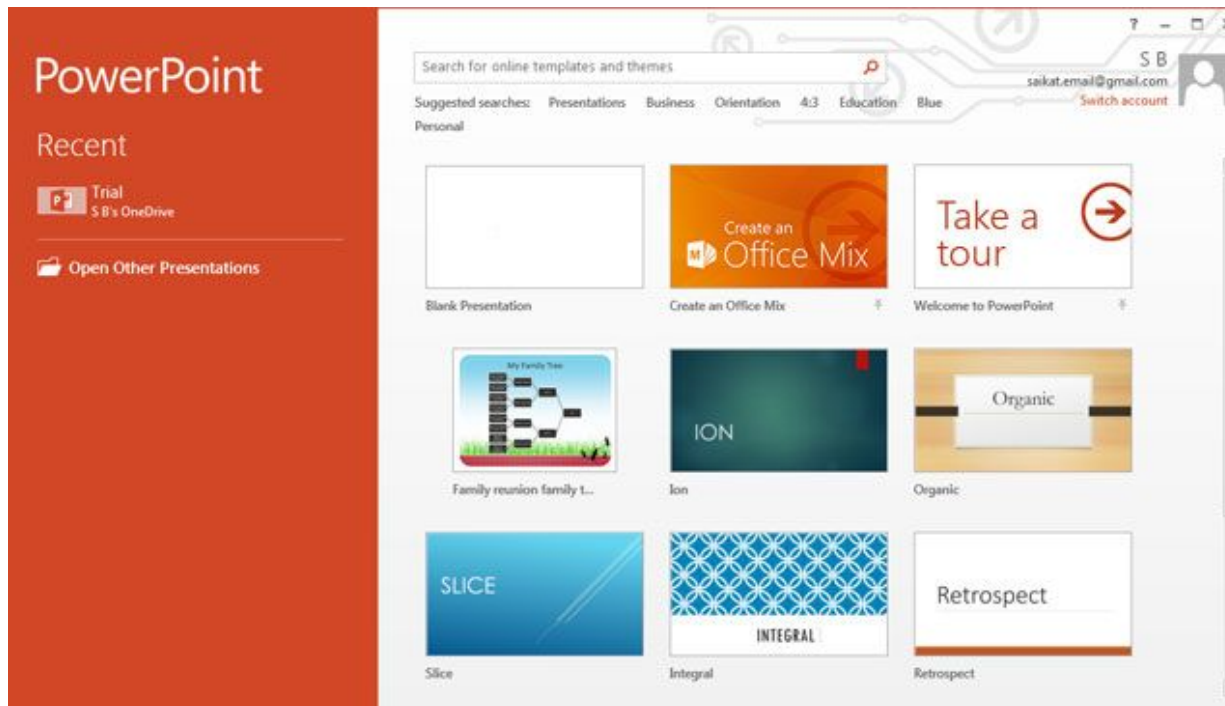 PowerPoint
Recent
Trial
S B's OneDrive
Open Other Presentations
?
S B
saikat.email@gmail.com
Switch account
Search for online templates and themes
Suggested searches: Presentations Business Orientation 4:3 Education Blue
Personal
Blank Presentation
Create an
Office Mix
Create an Office Mix
Take a
tour
Welcome to PowerPoint
My Family Tree
Family reunion family t...
ION
Ion
Organic
Organic
SLICE
Slice
INTEGRAL
Integral
Retrospect
Retrospect